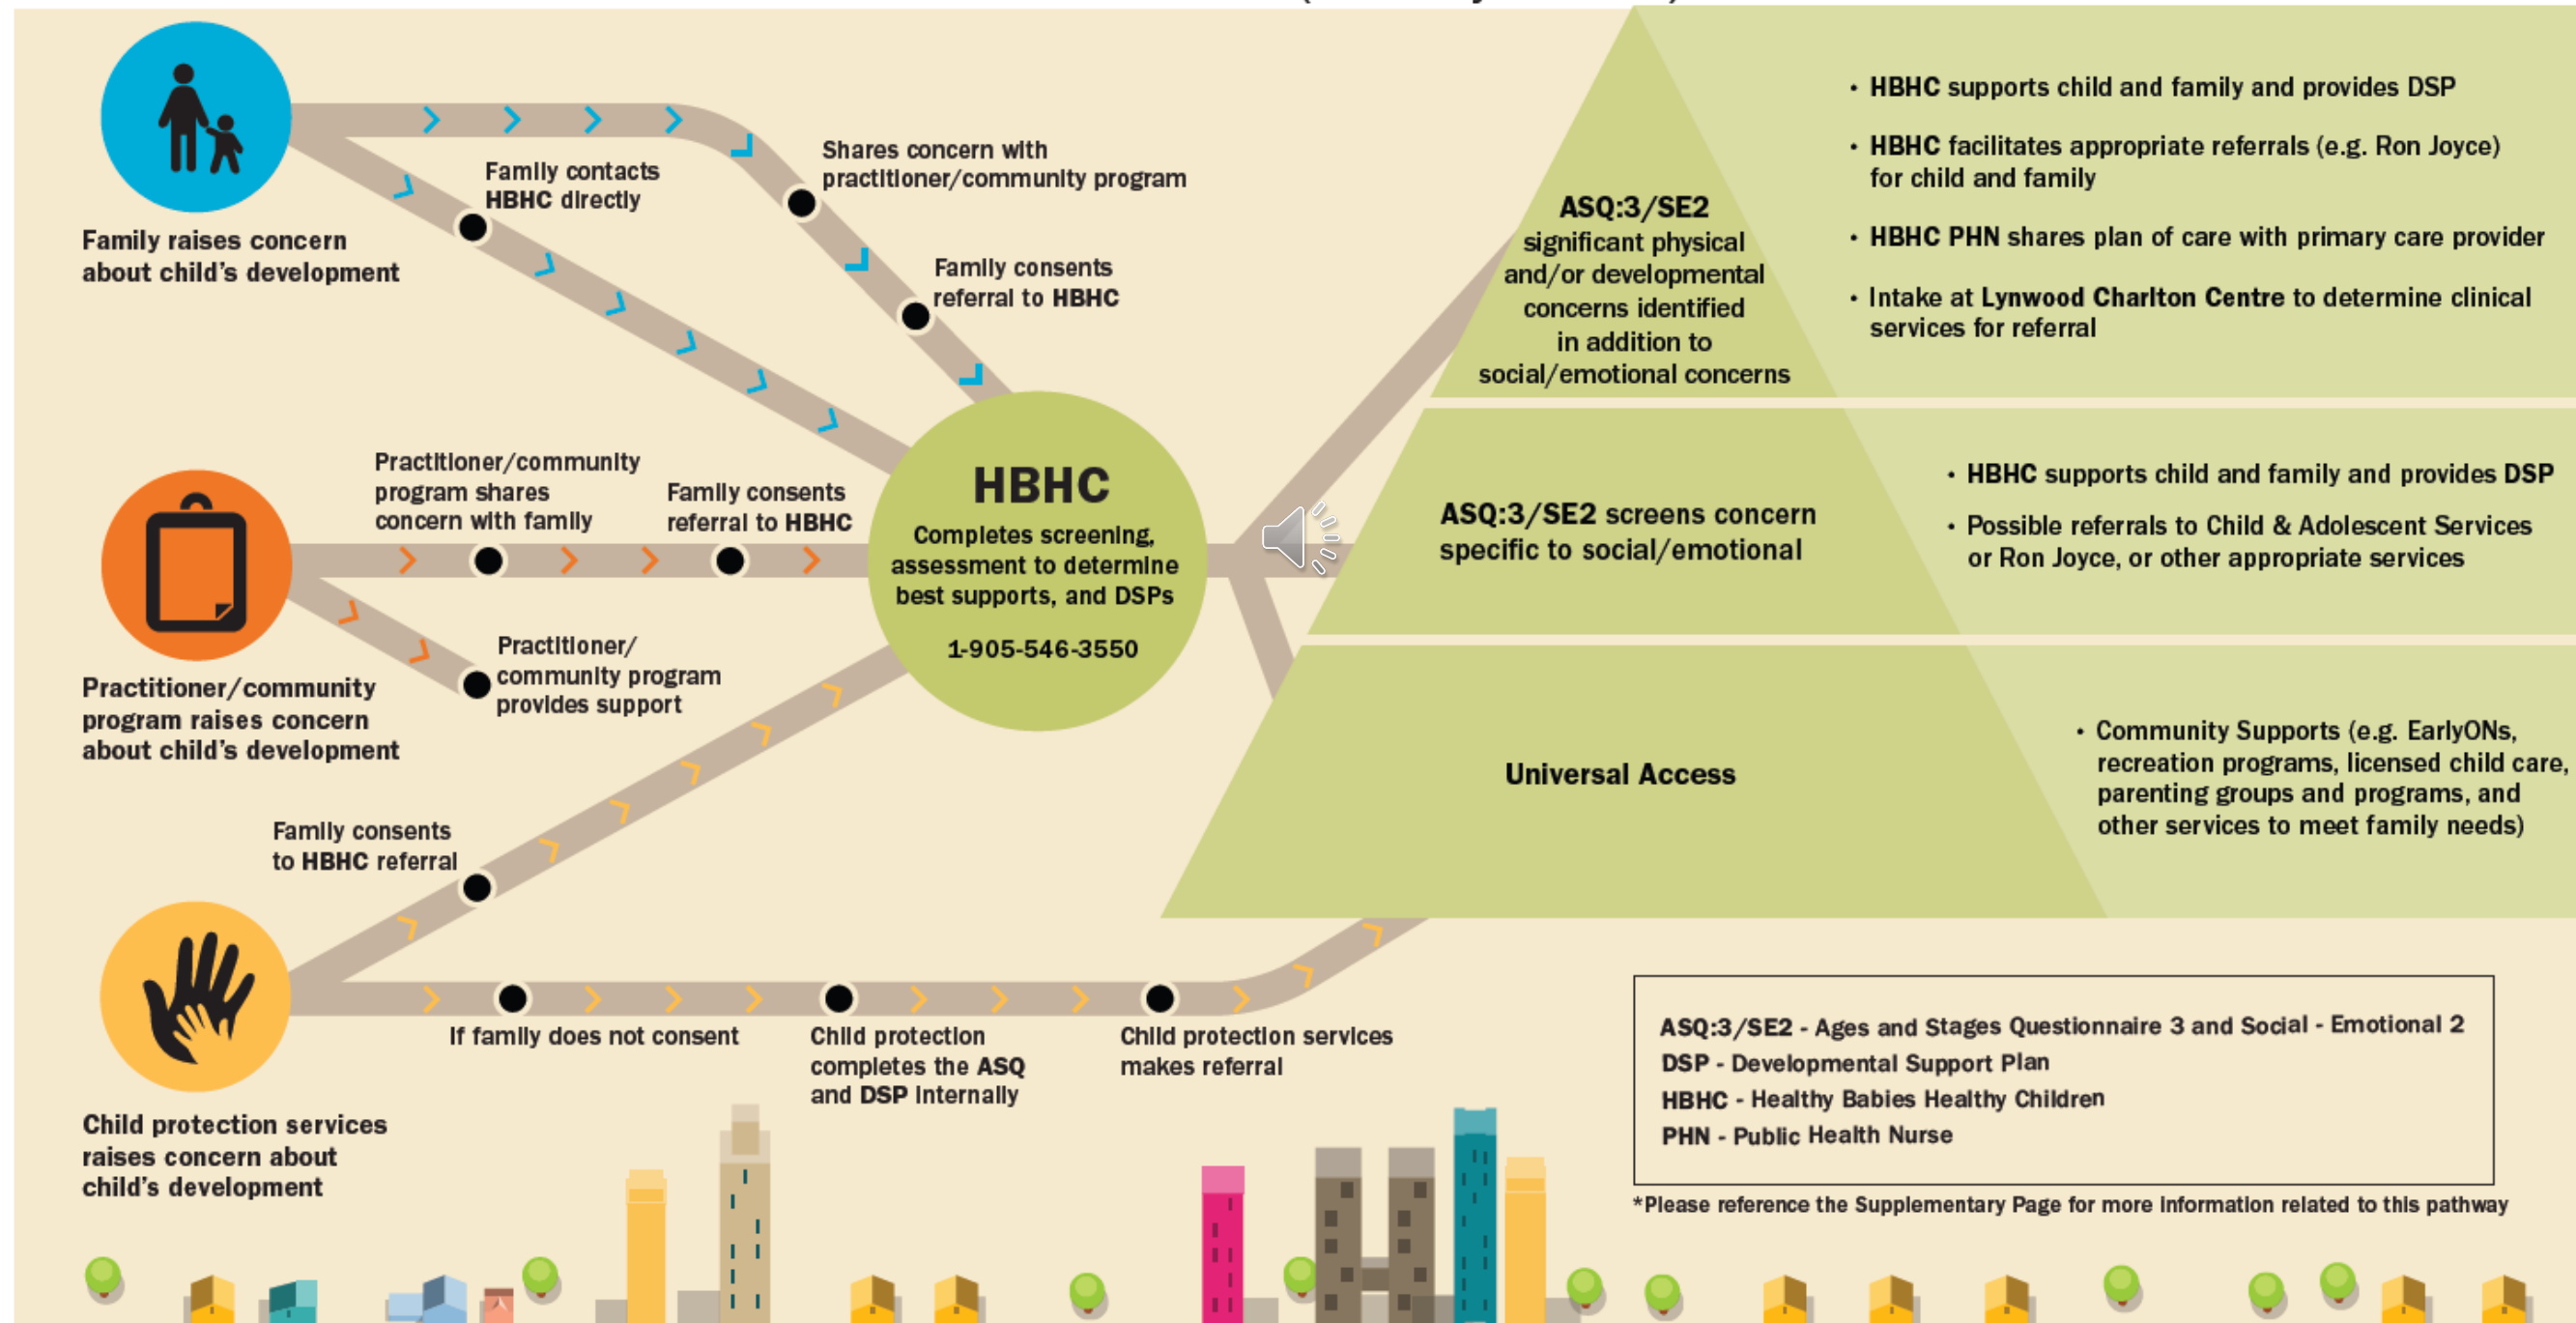 Family raises concern
about child's development
Family contacts
HBHC directly
Shares concern with
practitioner/community program
Family consents
referral to HBHC
Practitioner/community
program raises concern
about child's development
Practitioner/community
program shares
concern with family
Family consents
referral to HBHC
Practitioner/
community program
provides support
Child protection services
raises concern about
child's development
Family consents
to HBHC referral
If family does not consent
Child protection
completes the ASQ
and DSP internally
Child protection services
makes referral
HBHC
Completes screening,
assessment to determine
best supports, and DSPs
1-905-546-3550
ASQ:3/SE2
significant physical
and/or developmental
concerns identified
in addition to
social/emotional concerns
• HBHC supports child and family and provides DSP
• HBHC facilitates appropriate referrals (e.g. Ron Joyce)
for child and family
• HBHC PHN shares plan of care with primary care provider
• Intake at Lynwood Charlton Centre to determine clinical
services for referral
ASQ:3/SE2 screens concern
specific to social/emotional
• HBHC supports child and family and provides DSP
• Possible referrals to Child & Adolescent Services
or Ron Joyce, or other appropriate services
Universal Access
• Community Supports (e.g. EarlyONs,
recreation programs, licensed child care,
parenting groups and programs, and
other services to meet family needs)
ASQ:3/SE2 - Ages and Stages Questionnaire 3 and Social - Emotional 2
DSP - Developmental Support Plan
HBHC - Healthy Babies Healthy Children
PHN - Public Health Nurse
*Please reference the Supplementary Page for more information related to this pathway